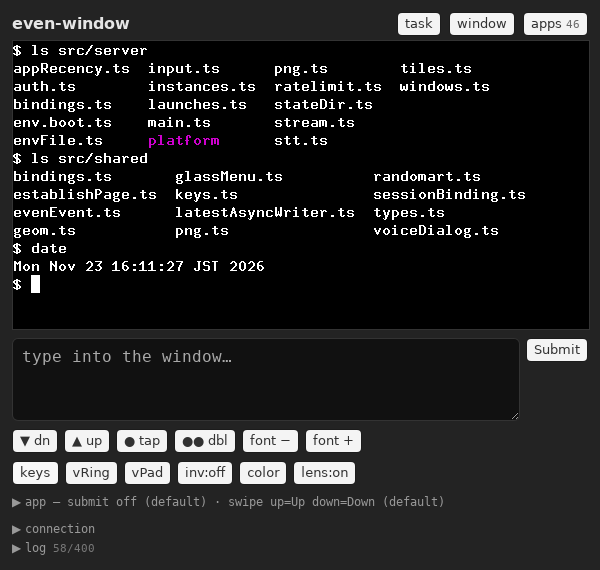 even-window task window apps 46
$ ls src/server
appRecency.ts input.ts png.ts tiles.ts
auth.ts instances.ts ratelimit.ts windows.ts
bindings.ts launches.ts stateDir.ts
env.boot.ts main.ts stream.ts
envFile.ts platform stt.ts
$ ls src/shared
bindings.ts glassMenu.ts randomart.ts
establishPage.ts keys.ts sessionBinding.ts
evenEvent.ts latestAsyncWriter.ts types.ts
geom.ts png.ts voiceDialog.ts
$ date
Mon Nov 23 16:11:27 JST 2026
$
type into the window… Submit
▼ dn ▲ up ● tap ●● dbl font − font +
keys vRing vPad inv:off color lens:on
▶ app — submit off (default) · swipe up=Up down=Down (default)
▶ connection
▶ log 58/400